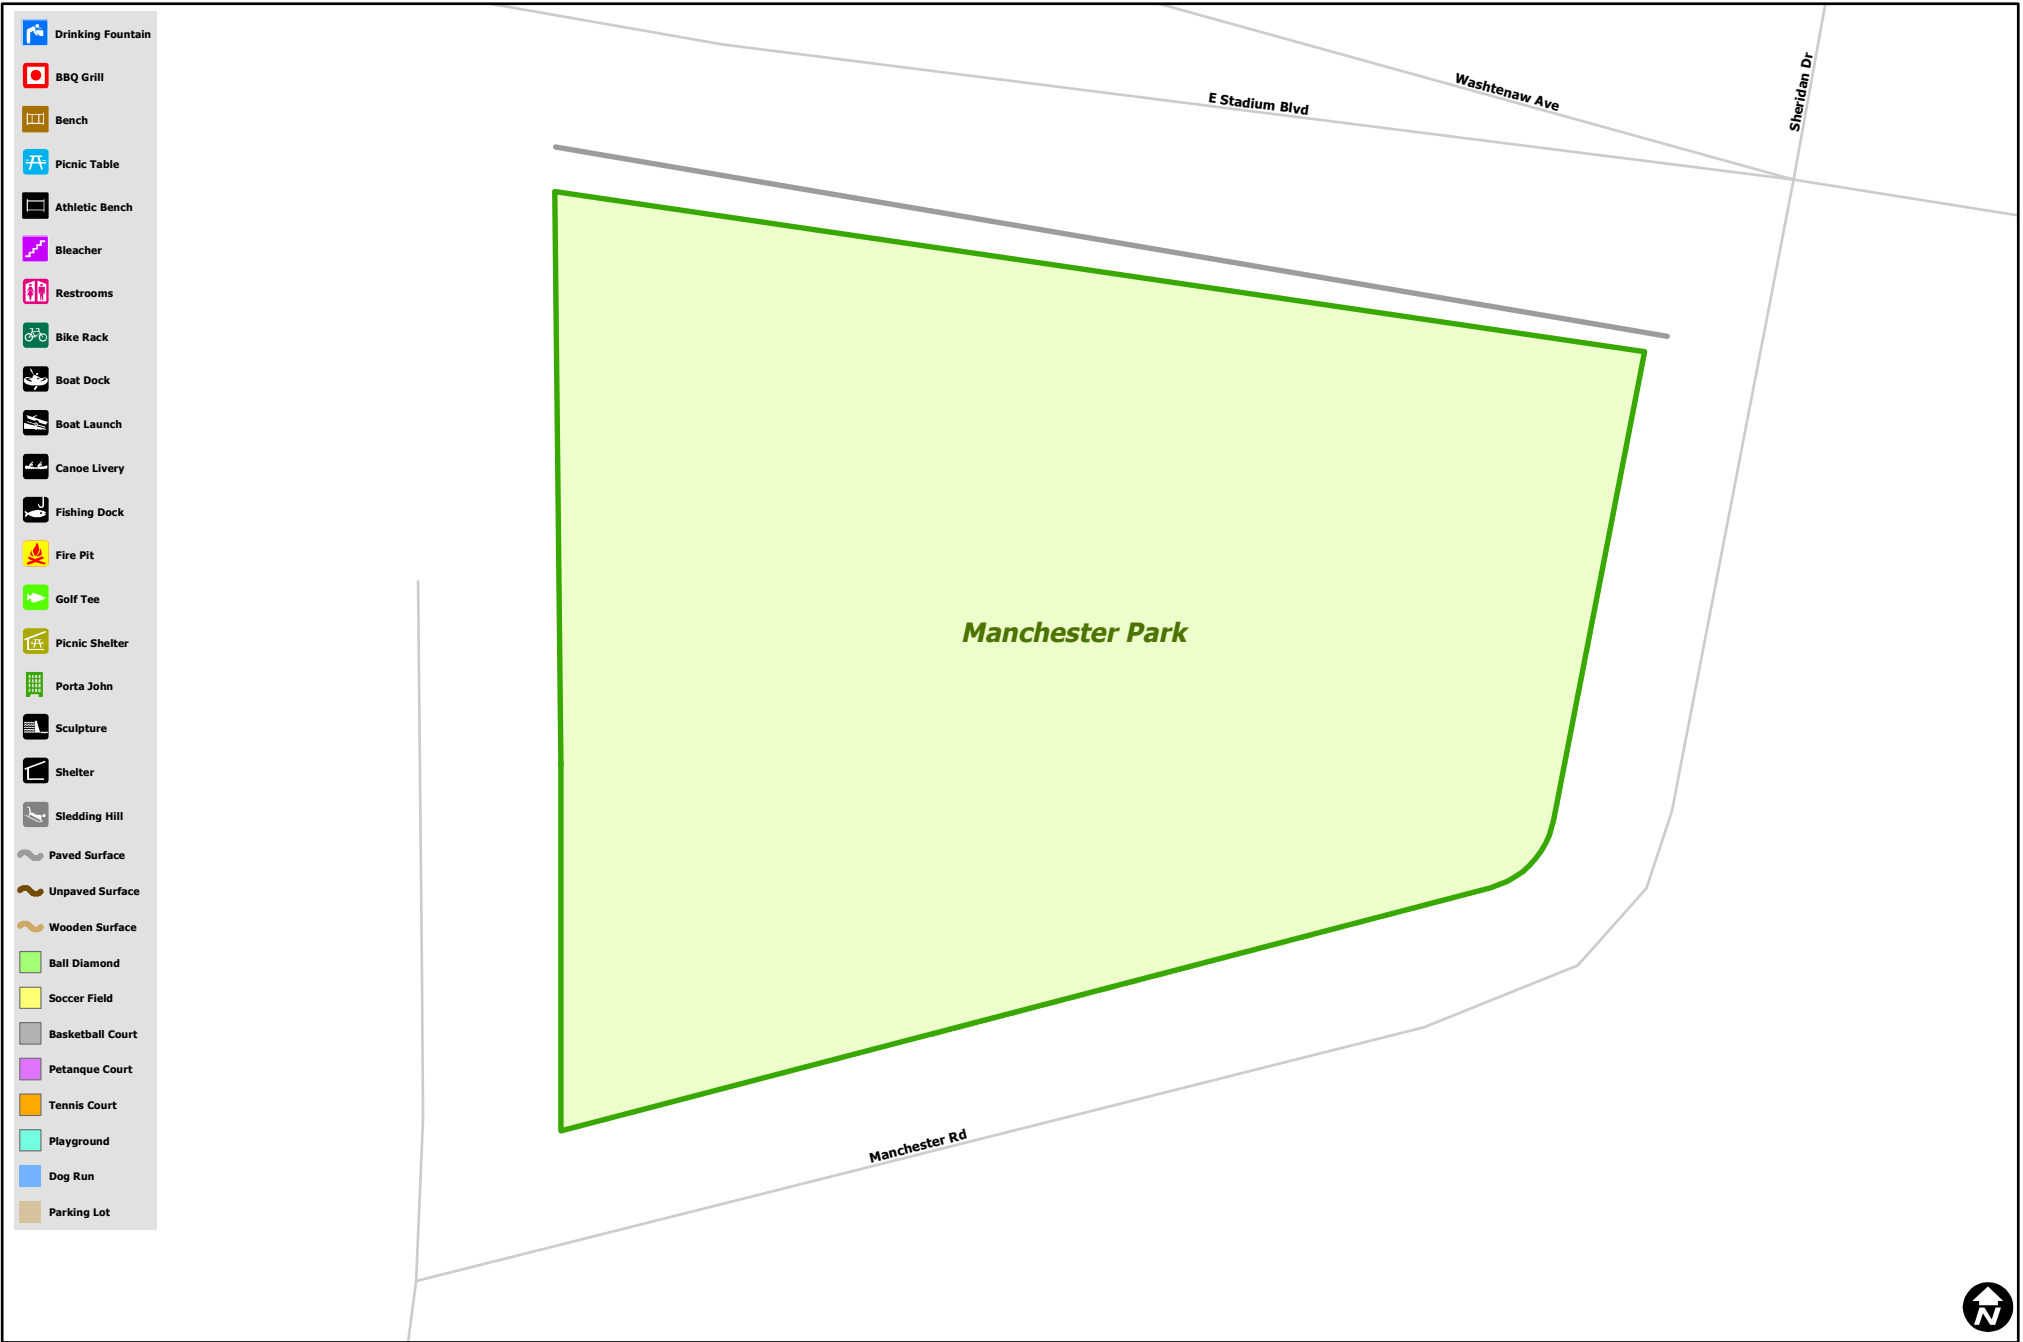 Drinking Fountain
BBQ Grill
Bench
Picnic Table
Athletic Bench
Bleacher
Restrooms
Bike Rack
Boat Dock
Boat Launch
Canoe Livery
Fishing Dock
Fire Pit
Golf Tee
Picnic Shelter
Porta John
Sculpture
Shelter
Sledding Hill
Paved Surface
Unpaved Surface
Wooden Surface
Ball Diamond
Soccer Field
Basketball Court
Petanque Court
Tennis Court
Playground
Dog Run
Parking Lot
E Stadium Blvd
Washtenaw Ave
Sheridan Dr
Manchester Park
Manchester Rd
N